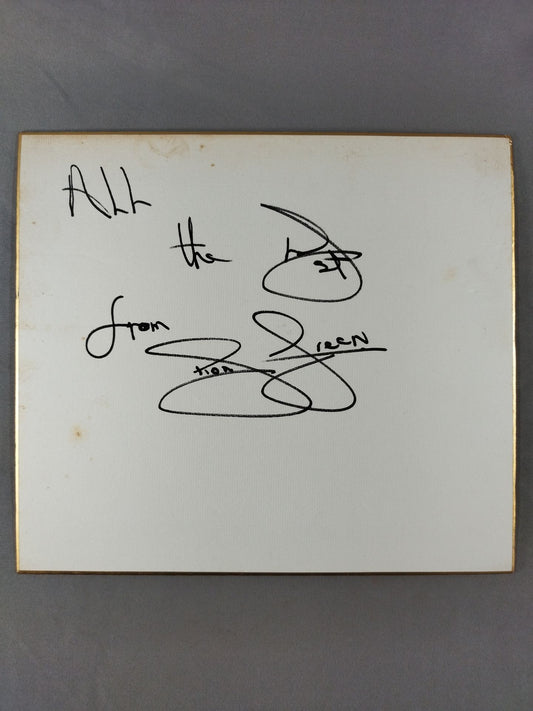 All
the Best
from
Green